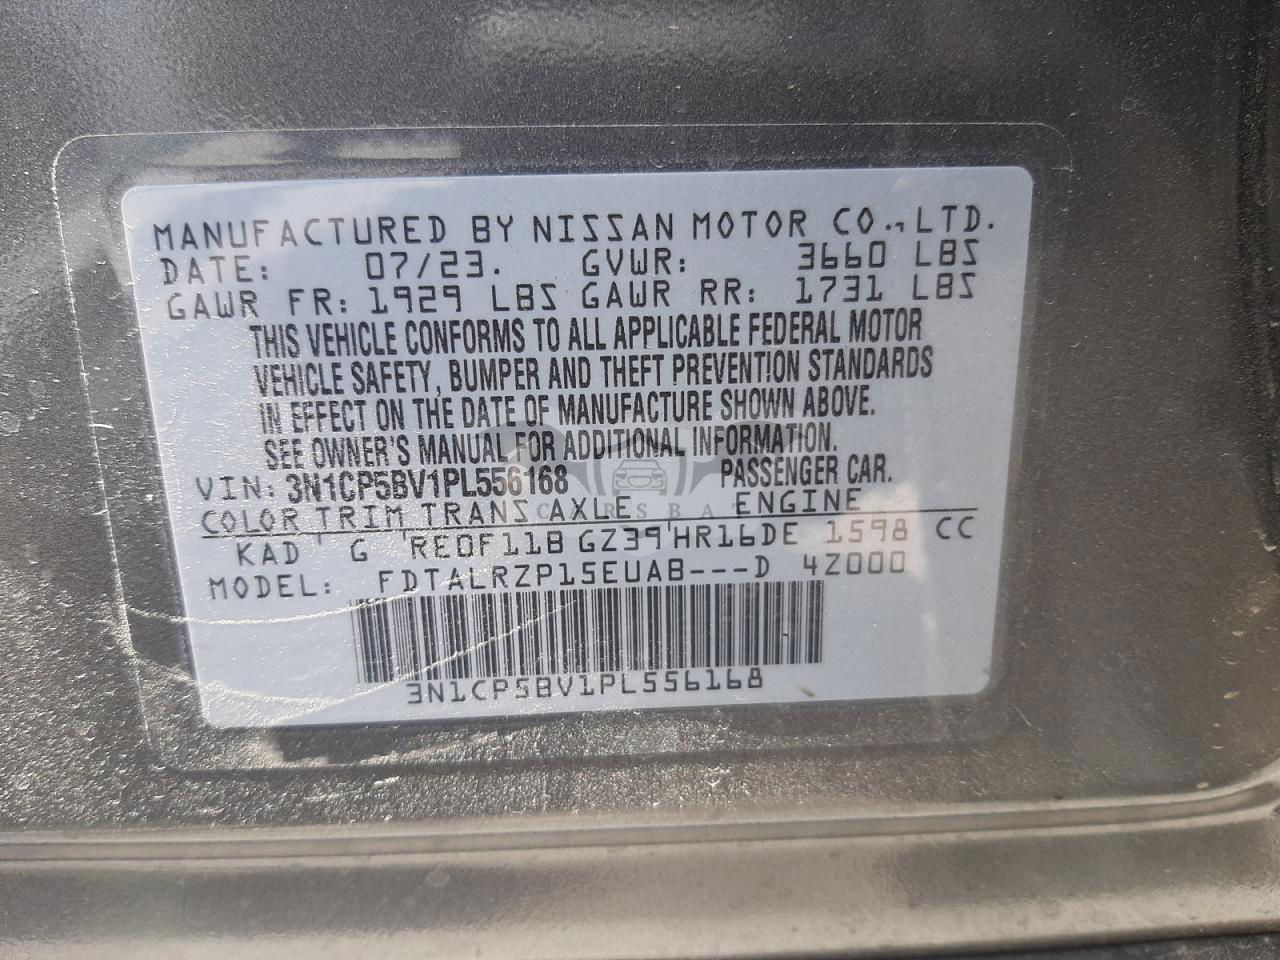 MANUFACTURED BY NISSAN MOTOR CO., LTD.
DATE: 07/23. GVWR: 3660 LBS
GAWR FR: 1929 LBS GAWR RR: 1731 LBS
THIS VEHICLE CONFORMS TO ALL APPLICABLE FEDERAL MOTOR
VEHICLE SAFETY, BUMPER AND THEFT PREVENTION STANDARDS
IN EFFECT ON THE DATE OF MANUFACTURE SHOWN ABOVE.
SEE OWNER'S MANUAL FOR ADDITIONAL INFORMATION.
VIN: 3N1CP5BV1PL556168 PASSENGER CAR.
COLOR TRIM TRANS AXLE ENGINE
KAD G RE0F11B GZ39 HR16DE 1598 CC
MODEL: FDTALRZP15EUAB---D 4Z000
3N1CP5BV1PL556168